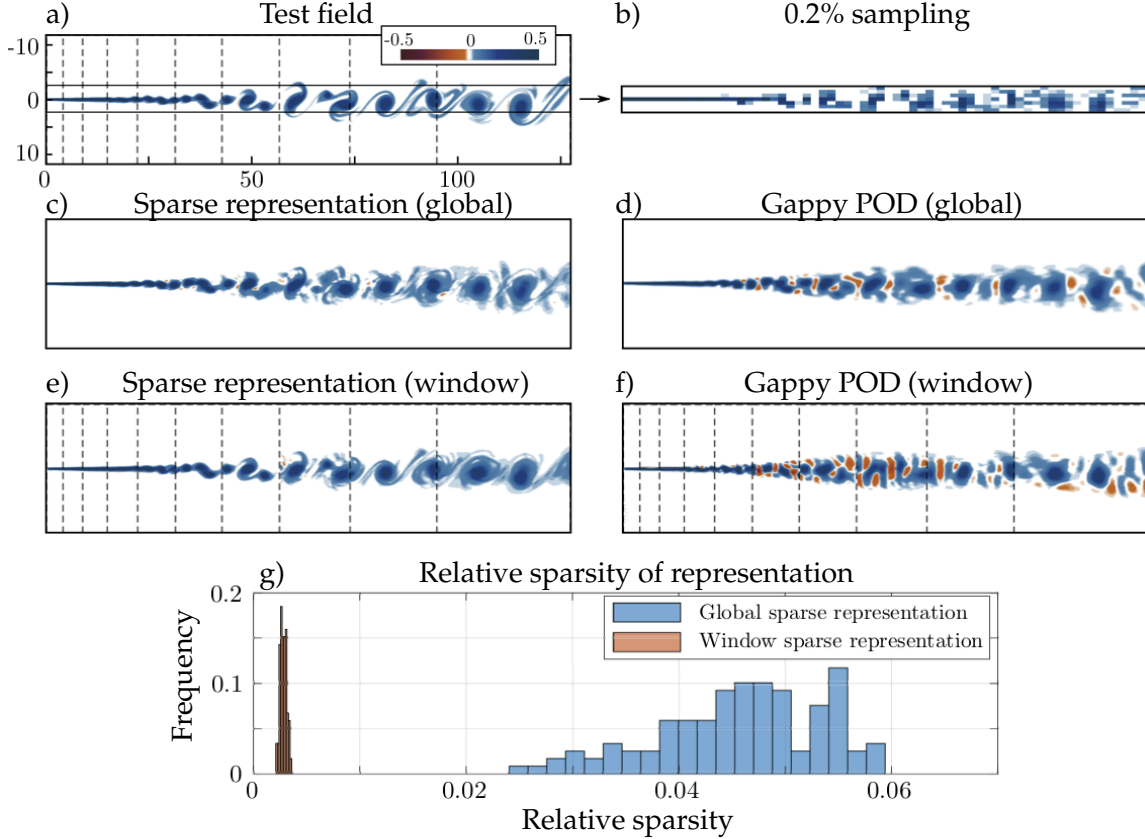 a) Test field
b) 0.2% sampling
-0.5 0 0.5
-10
0
10
0 50 100
c) Sparse representation (global)
d) Gappy POD (global)
e) Sparse representation (window)
f) Gappy POD (window)
g) Relative sparsity of representation
Global sparse representation
Window sparse representation
0.2
0.1
0
Frequency
0 0.02 0.04 0.06
Relative sparsity